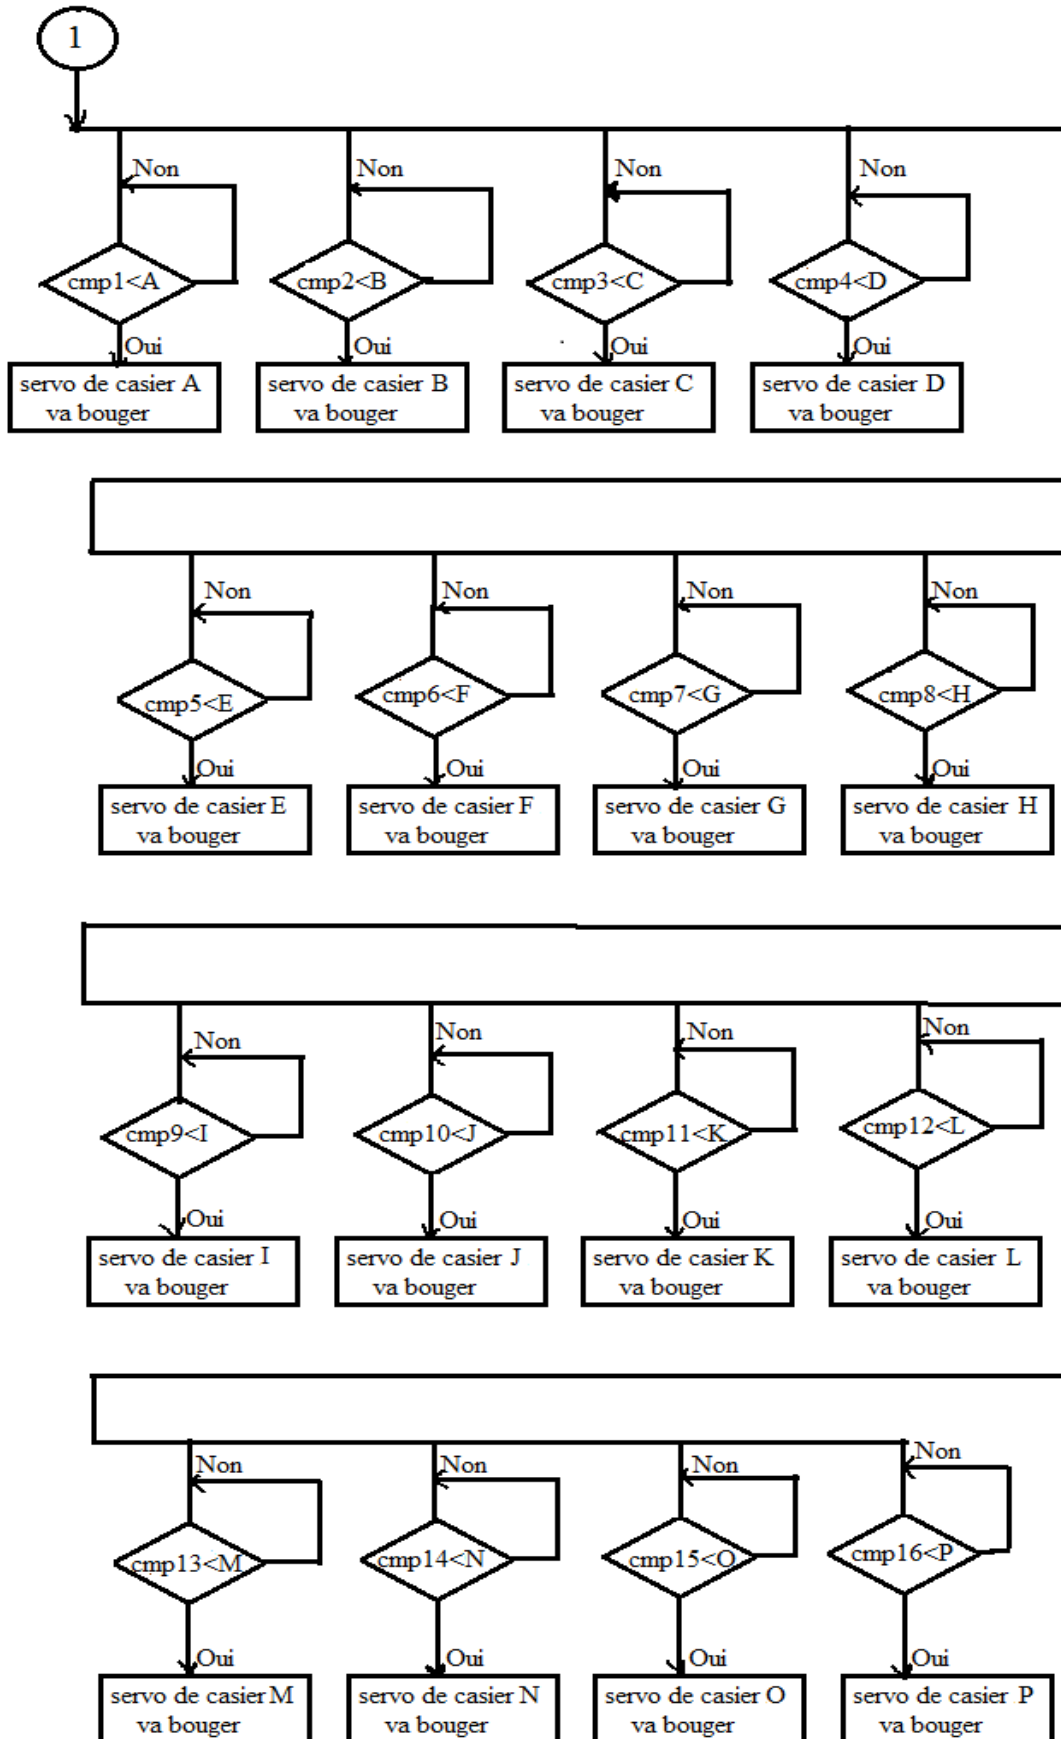 1
Non Non Non Non
cmp1<A cmp2<B cmp3<C cmp4<D
Oui Oui Oui Oui
servo de casier A
va bouger
servo de casier B
va bouger
servo de casier C
va bouger
servo de casier D
va bouger
Non Non Non Non
cmp5<E cmp6<F cmp7<G cmp8<H
Oui Oui Oui Oui
servo de casier E
va bouger
servo de casier F
va bouger
servo de casier G
va bouger
servo de casier H
va bouger
Non Non Non Non
cmp9<I cmp10<J cmp11<K cmp12<L
Oui Oui Oui Oui
servo de casier I
va bouger
servo de casier J
va bouger
servo de casier K
va bouger
servo de casier L
va bouger
Non Non Non Non
cmp13<M cmp14<N cmp15<O cmp16<P
Oui Oui Oui Oui
servo de casier M
va bouger
servo de casier N
va bouger
servo de casier O
va bouger
servo de casier P
va bouger